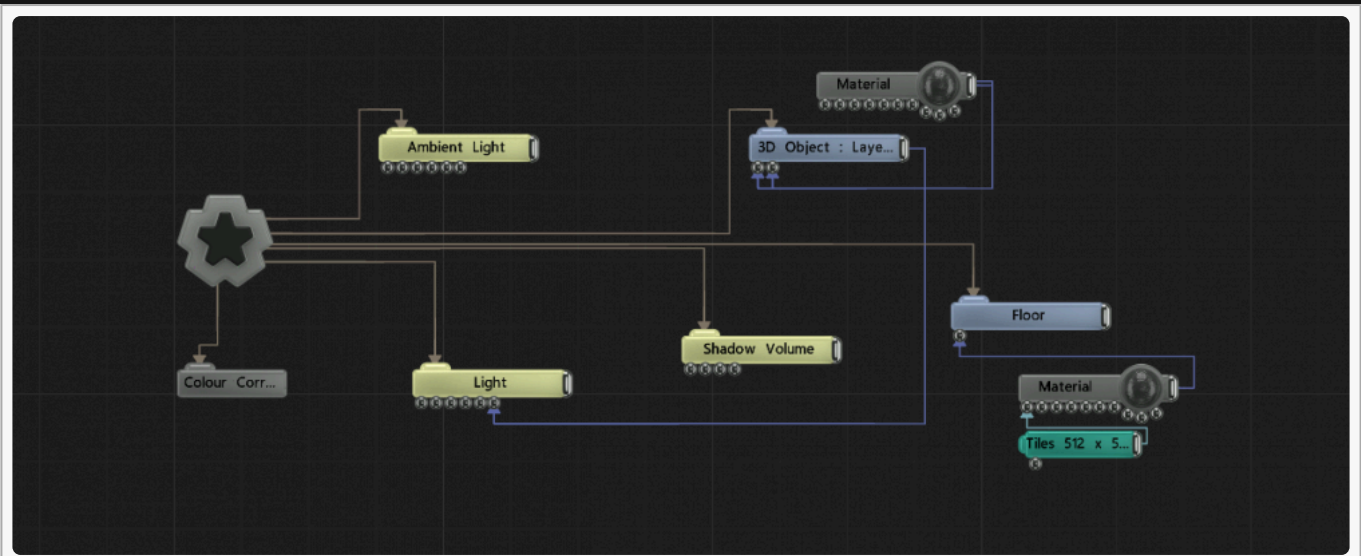 Material
Ambient Light
3D Object : Laye...
Floor
Shadow Volume
Colour Corr...
Light
Material
Tiles 512 x 5...